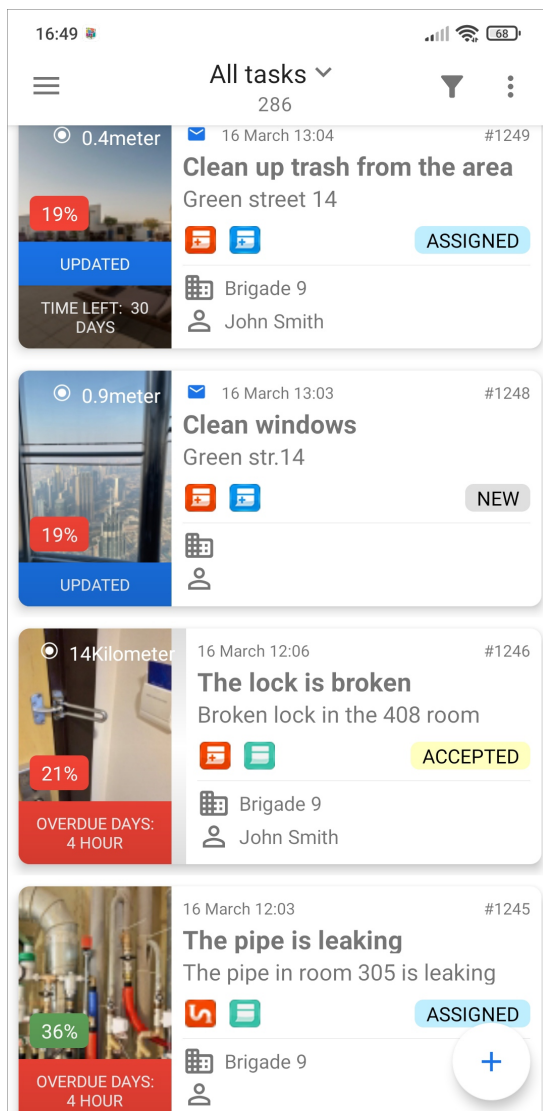 16:49
68
All tasks
286
0.4meter
16 March 13:04
#1249
Clean up trash from the area
Green street 14
19%
ASSIGNED
UPDATED
TIME LEFT: 30
DAYS
Brigade 9
John Smith
0.9meter
16 March 13:03
#1248
Clean windows
Green str.14
NEW
19%
UPDATED
14Kilometer
16 March 12:06
#1246
The lock is broken
Broken lock in the 408 room
ACCEPTED
21%
OVERDUE DAYS:
4 HOUR
Brigade 9
John Smith
16 March 12:03
#1245
The pipe is leaking
The pipe in room 305 is leaking
ASSIGNED
36%
Brigade 9
OVERDUE DAYS:
4 HOUR